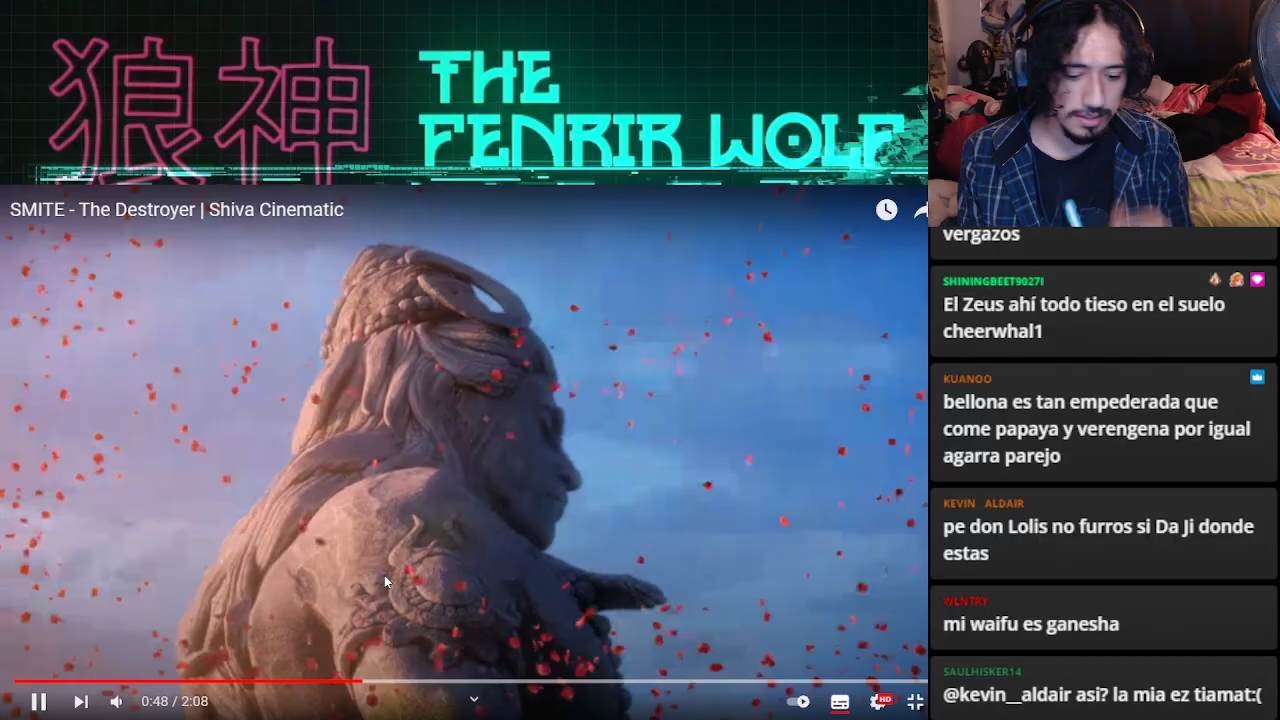 狼神
THE
FENRIR WOLF
SMITE - The Destroyer | Shiva Cinematic
0:48 / 2:08
HD
vergazos
SHININGBEET9027I
El Zeus ahí todo tieso en el suelo
cheerwhal1
KUANOO
bellona es tan empederada que
come papaya y verengena por igual
agarra parejo
KEVIN__ALDAIR
pe don Lolis no furros si Da Ji donde
estas
WLNTRY
mi waifu es ganesha
SAULHISKER14
@kevin__aldair asi? la mia ez tiamat:(